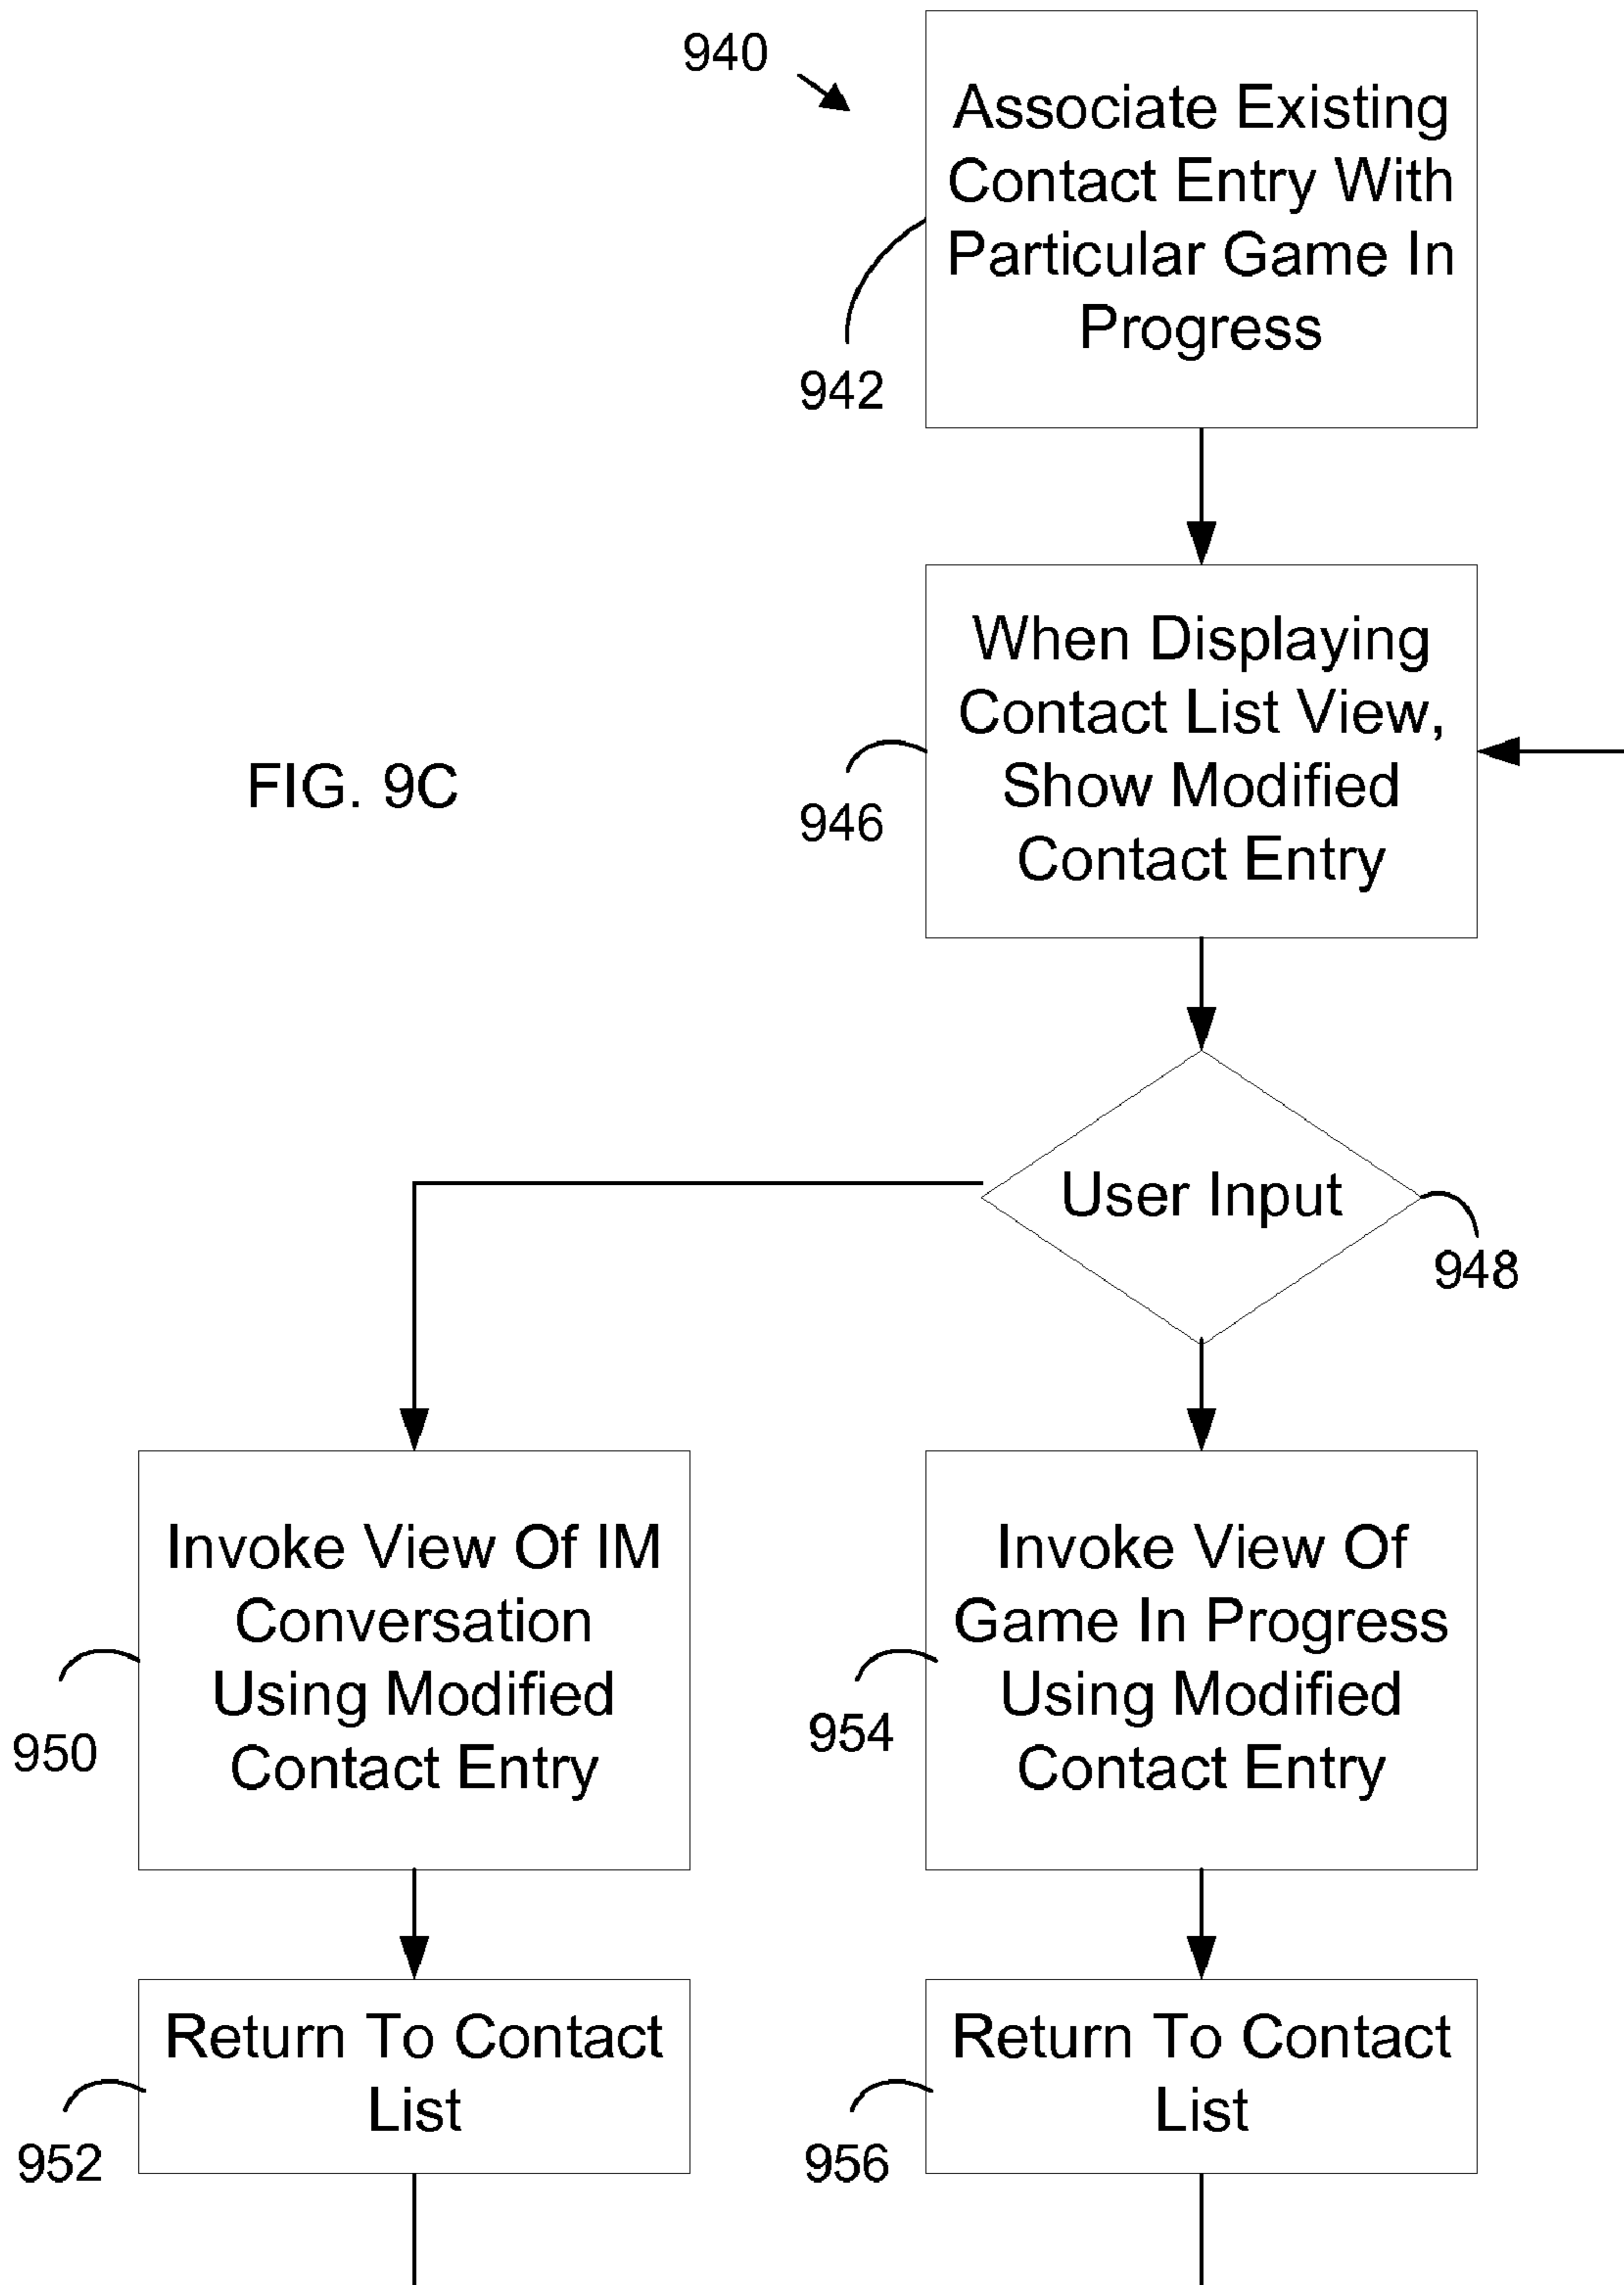 940
Associate Existing
Contact Entry With
Particular Game In
Progress
942
When Displaying
Contact List View,
Show Modified
Contact Entry
946
FIG. 9C
User Input
948
Invoke View Of IM
Conversation
Using Modified
Contact Entry
950
Invoke View Of
Game In Progress
Using Modified
Contact Entry
954
Return To Contact
List
952
Return To Contact
List
956